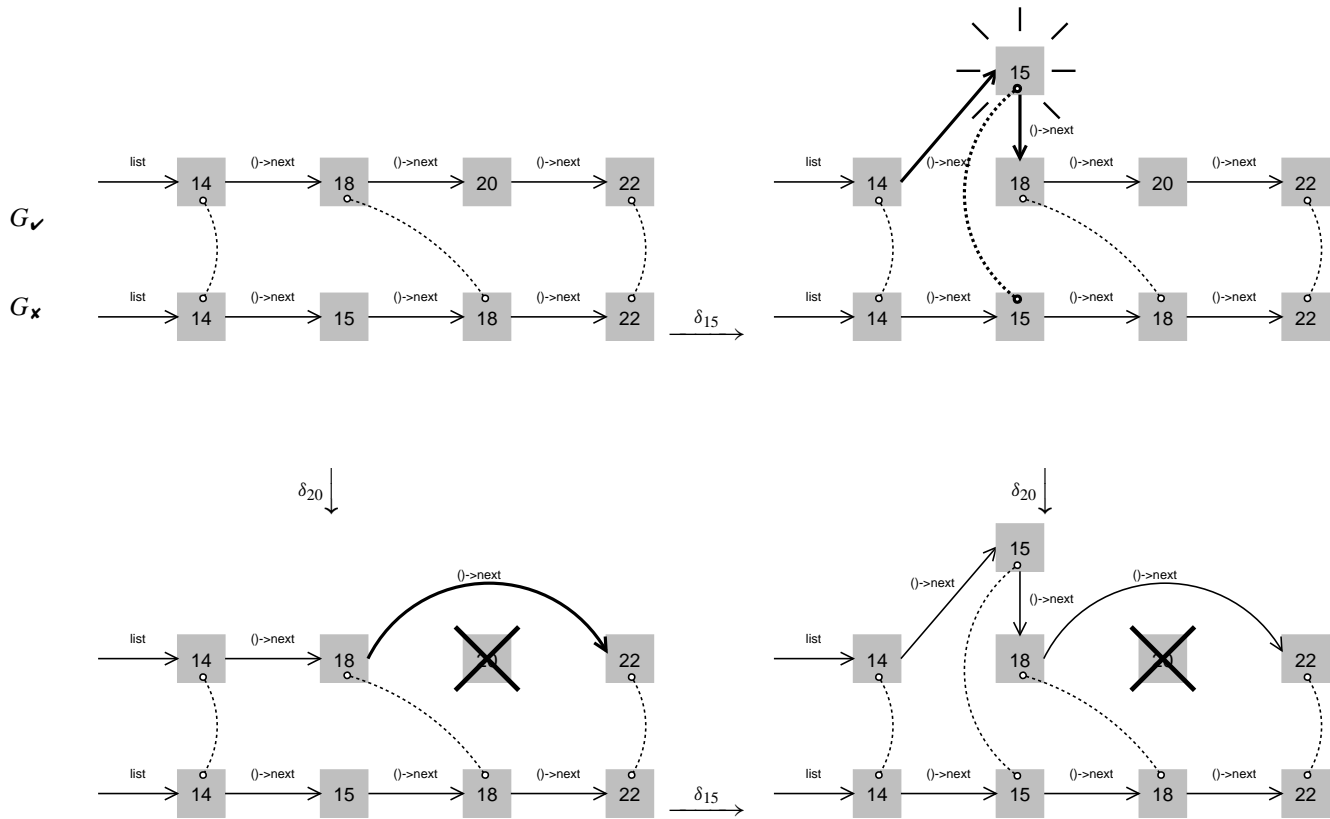 15
()->next
list ()->next ()->next ()->next
14 18 20 22
list ()->next ()->next ()->next
14 18 20 22
G✔
G✘
list ()->next ()->next ()->next
14 15 18 22
δ15
list ()->next ()->next ()->next
14 15 18 22
δ20
δ20
15
()->next
()->next ()->next
()->next
list ()->next
14 18 20 22
list
14 18 20 22
list ()->next ()->next ()->next
14 15 18 22
δ15
list ()->next ()->next ()->next
14 15 18 22